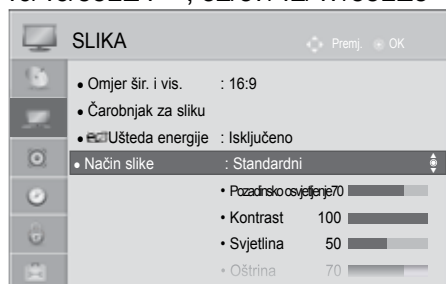 SLIKA
Premj. OK
• Omjer šir. i vis. : 16:9
• Čarobnjak za sliku
• Ušteda energije : Isključeno
• Način slike : Standardni
• Pozadinsko osvjetljenje 70
• Kontrast 100
• Svjetlina 50
• Oštrina 70